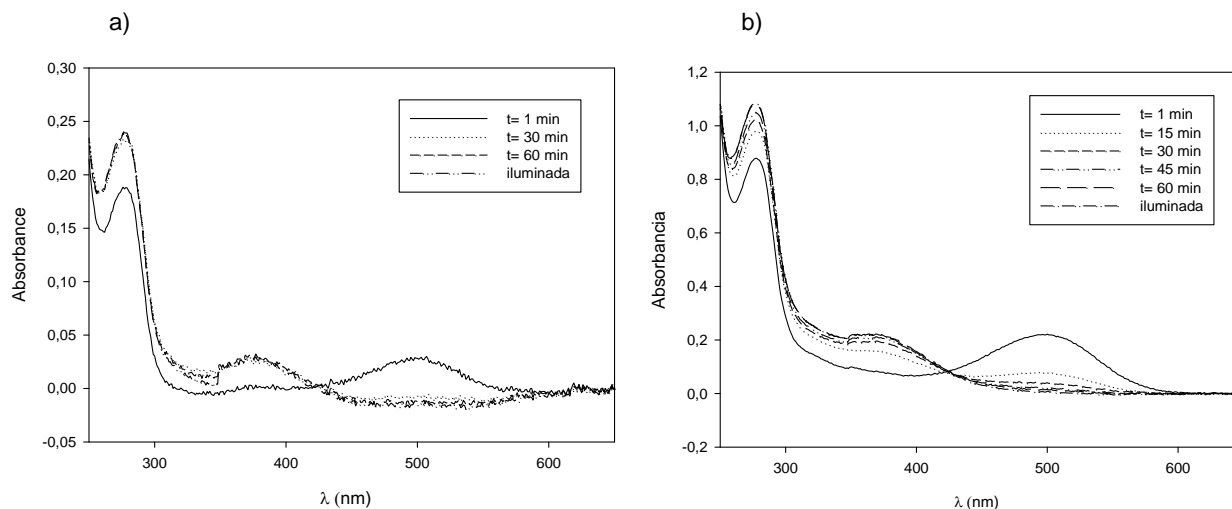 a)
0,30
0,25
0,20
0,15
0,10
0,05
0,00
-0,05
Absorbance
300
400
500
600
λ (nm)
t= 1 min
t= 30 min
t= 60 min
iluminada
b)
1,2
1,0
0,8
0,6
0,4
0,2
0,0
-0,2
Absorbancia
300
400
500
600
λ (nm)
t= 1 min
t= 15 min
t= 30 min
t= 45 min
t= 60 min
iluminada